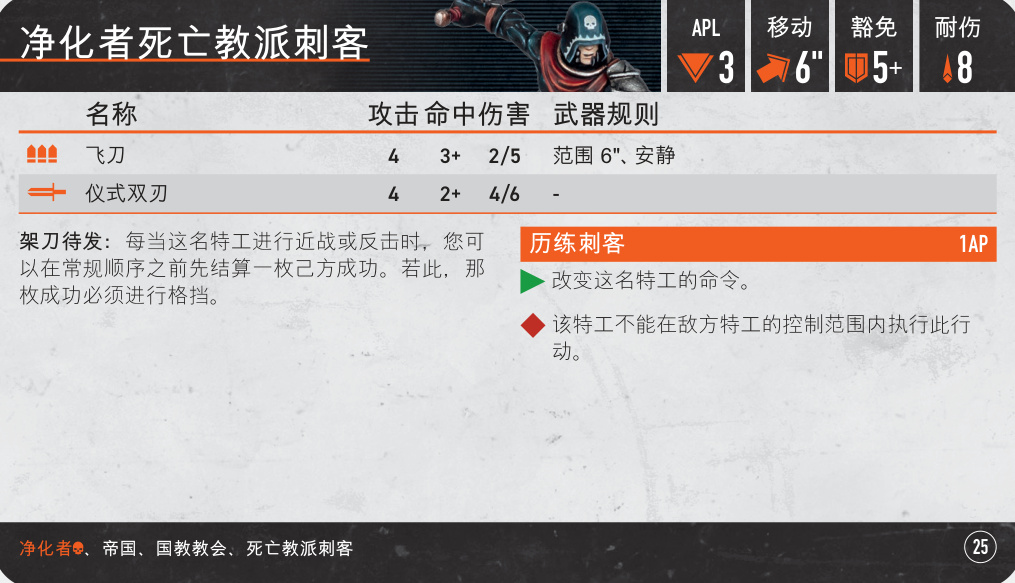 净化者死亡教派刺客
APL 移动 豁免 耐伤
3 6" 5+ 8
名称 攻击 命中 伤害 武器规则
飞刀 4 3+ 2/5 范围 6"、安静
仪式双刃 4 2+ 4/6 -
架刀待发：每当这名特工进行近战或反击时，您可
以在常规顺序之前先结算一枚己方成功。若此，那
枚成功必须进行格挡。
历练刺客 1AP
改变这名特工的命令。
该特工不能在敌方特工的控制范围内执行此行
动。
净化者、帝国、国教教会、死亡教派刺客
25